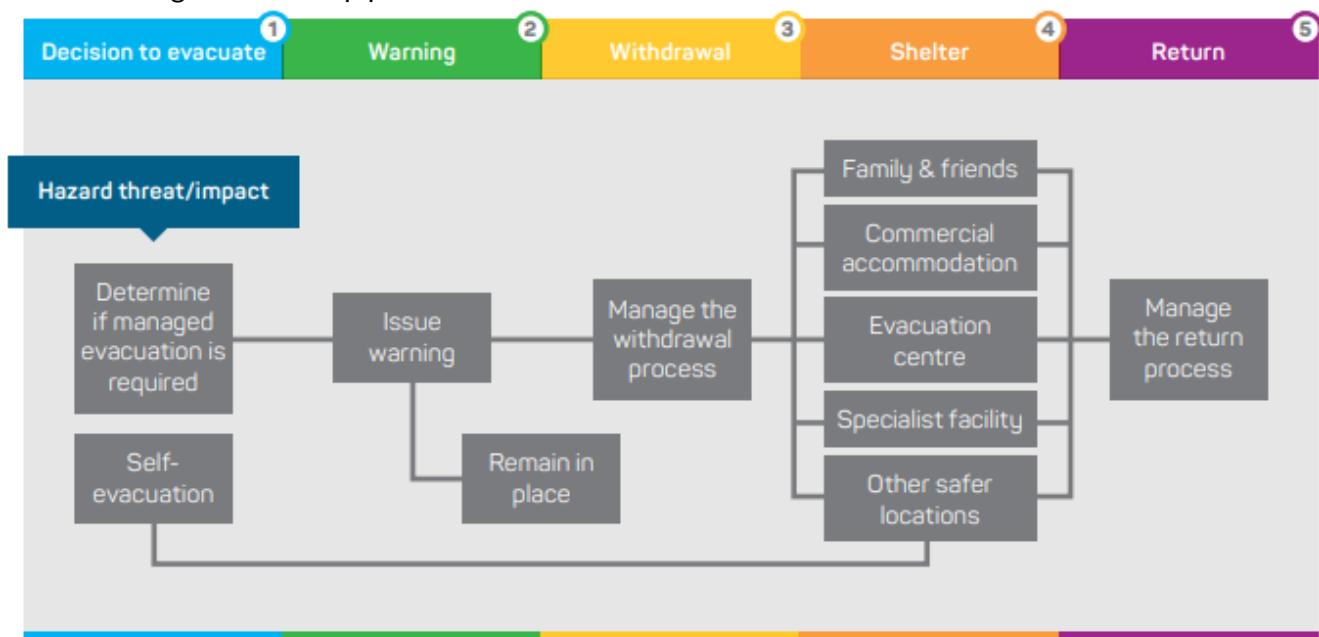 1
2
3
4
5
Decision to evacuate
Warning
Withdrawal
Shelter
Return
Hazard threat/impact
Determine
if managed
evacuation is
required
Self-
evacuation
Issue
warning
Remain in
place
Manage the
withdrawal
process
Family & friends
Commercial
accommodation
Evacuation
centre
Specialist facility
Other safer
locations
Manage
the return
process